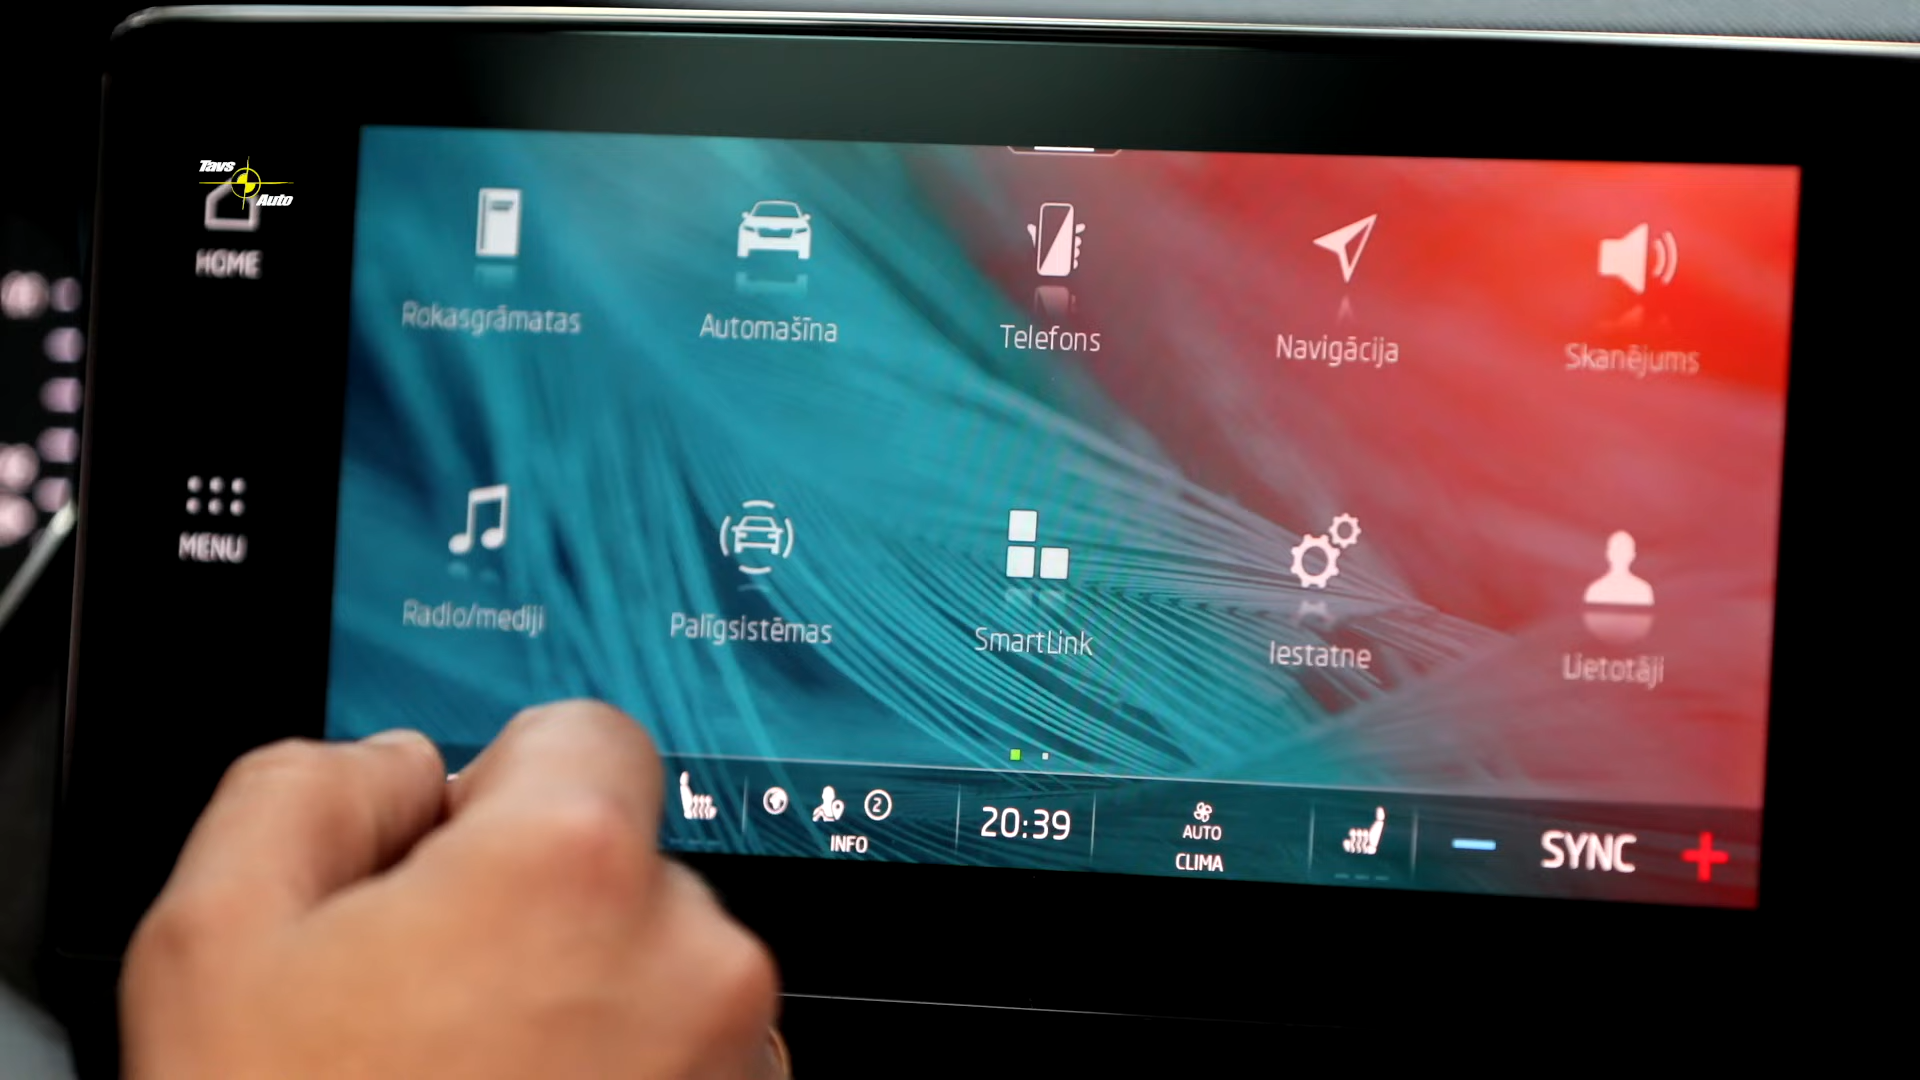 Tavs
Auto
HOME
Rokasgrāmatas
Automašīna
Telefons
Navigācija
Skanējums
MENU
Radio/mediji
Palīgsistēmas
SmartLink
Iestatne
Lietotāji
2
INFO
20:39
AUTO
CLIMA
SYNC